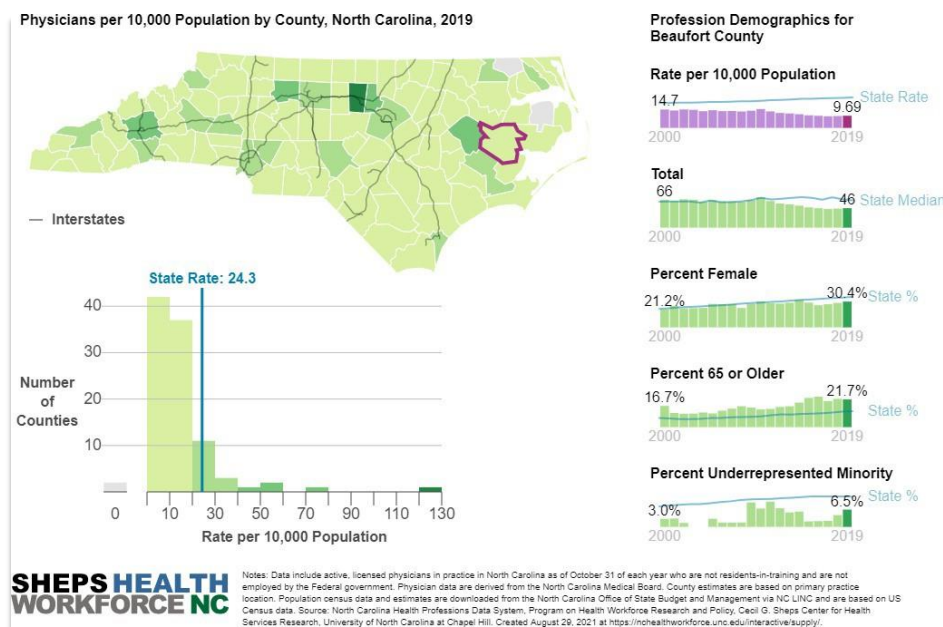 Physicians per 10,000 Population by County, North Carolina, 2019
Interstates
State Rate: 24.3
40
30
20
10
Number
of
Counties
0
10
30
50
70
90
110
130
Rate per 10,000 Population
Profession Demographics for
Beaufort County
Rate per 10,000 Population
14.7
State Rate
9.69
2000
2019
Total
66
46
State Median
2000
2019
Percent Female
21.2%
30.4%
State %
2000
2019
Percent 65 or Older
16.7%
21.7%
State %
2000
2019
Percent Underrepresented Minority
3.0%
State %
6.5%
2000
2019
SHEPS HEALTH
WORKFORCE NC
Notes: Data include active, licensed physicians in practice in North Carolina as of October 31 of each year who are not residents-in-training and are not
employed by the Federal government. Physician data are derived from the North Carolina Medical Board. County estimates are based on primary practice
location. Population census data and estimates are downloaded from the North Carolina Office of State Budget and Management via NC LINC and are based on US
Census data. Source: North Carolina Health Professions Data System, Program on Health Workforce Research and Policy, Cecil G. Sheps Center for Health
Services Research, University of North Carolina at Chapel Hill. Created August 29, 2021 at https://nchealthworkforce.unc.edu/interactive/supply/.